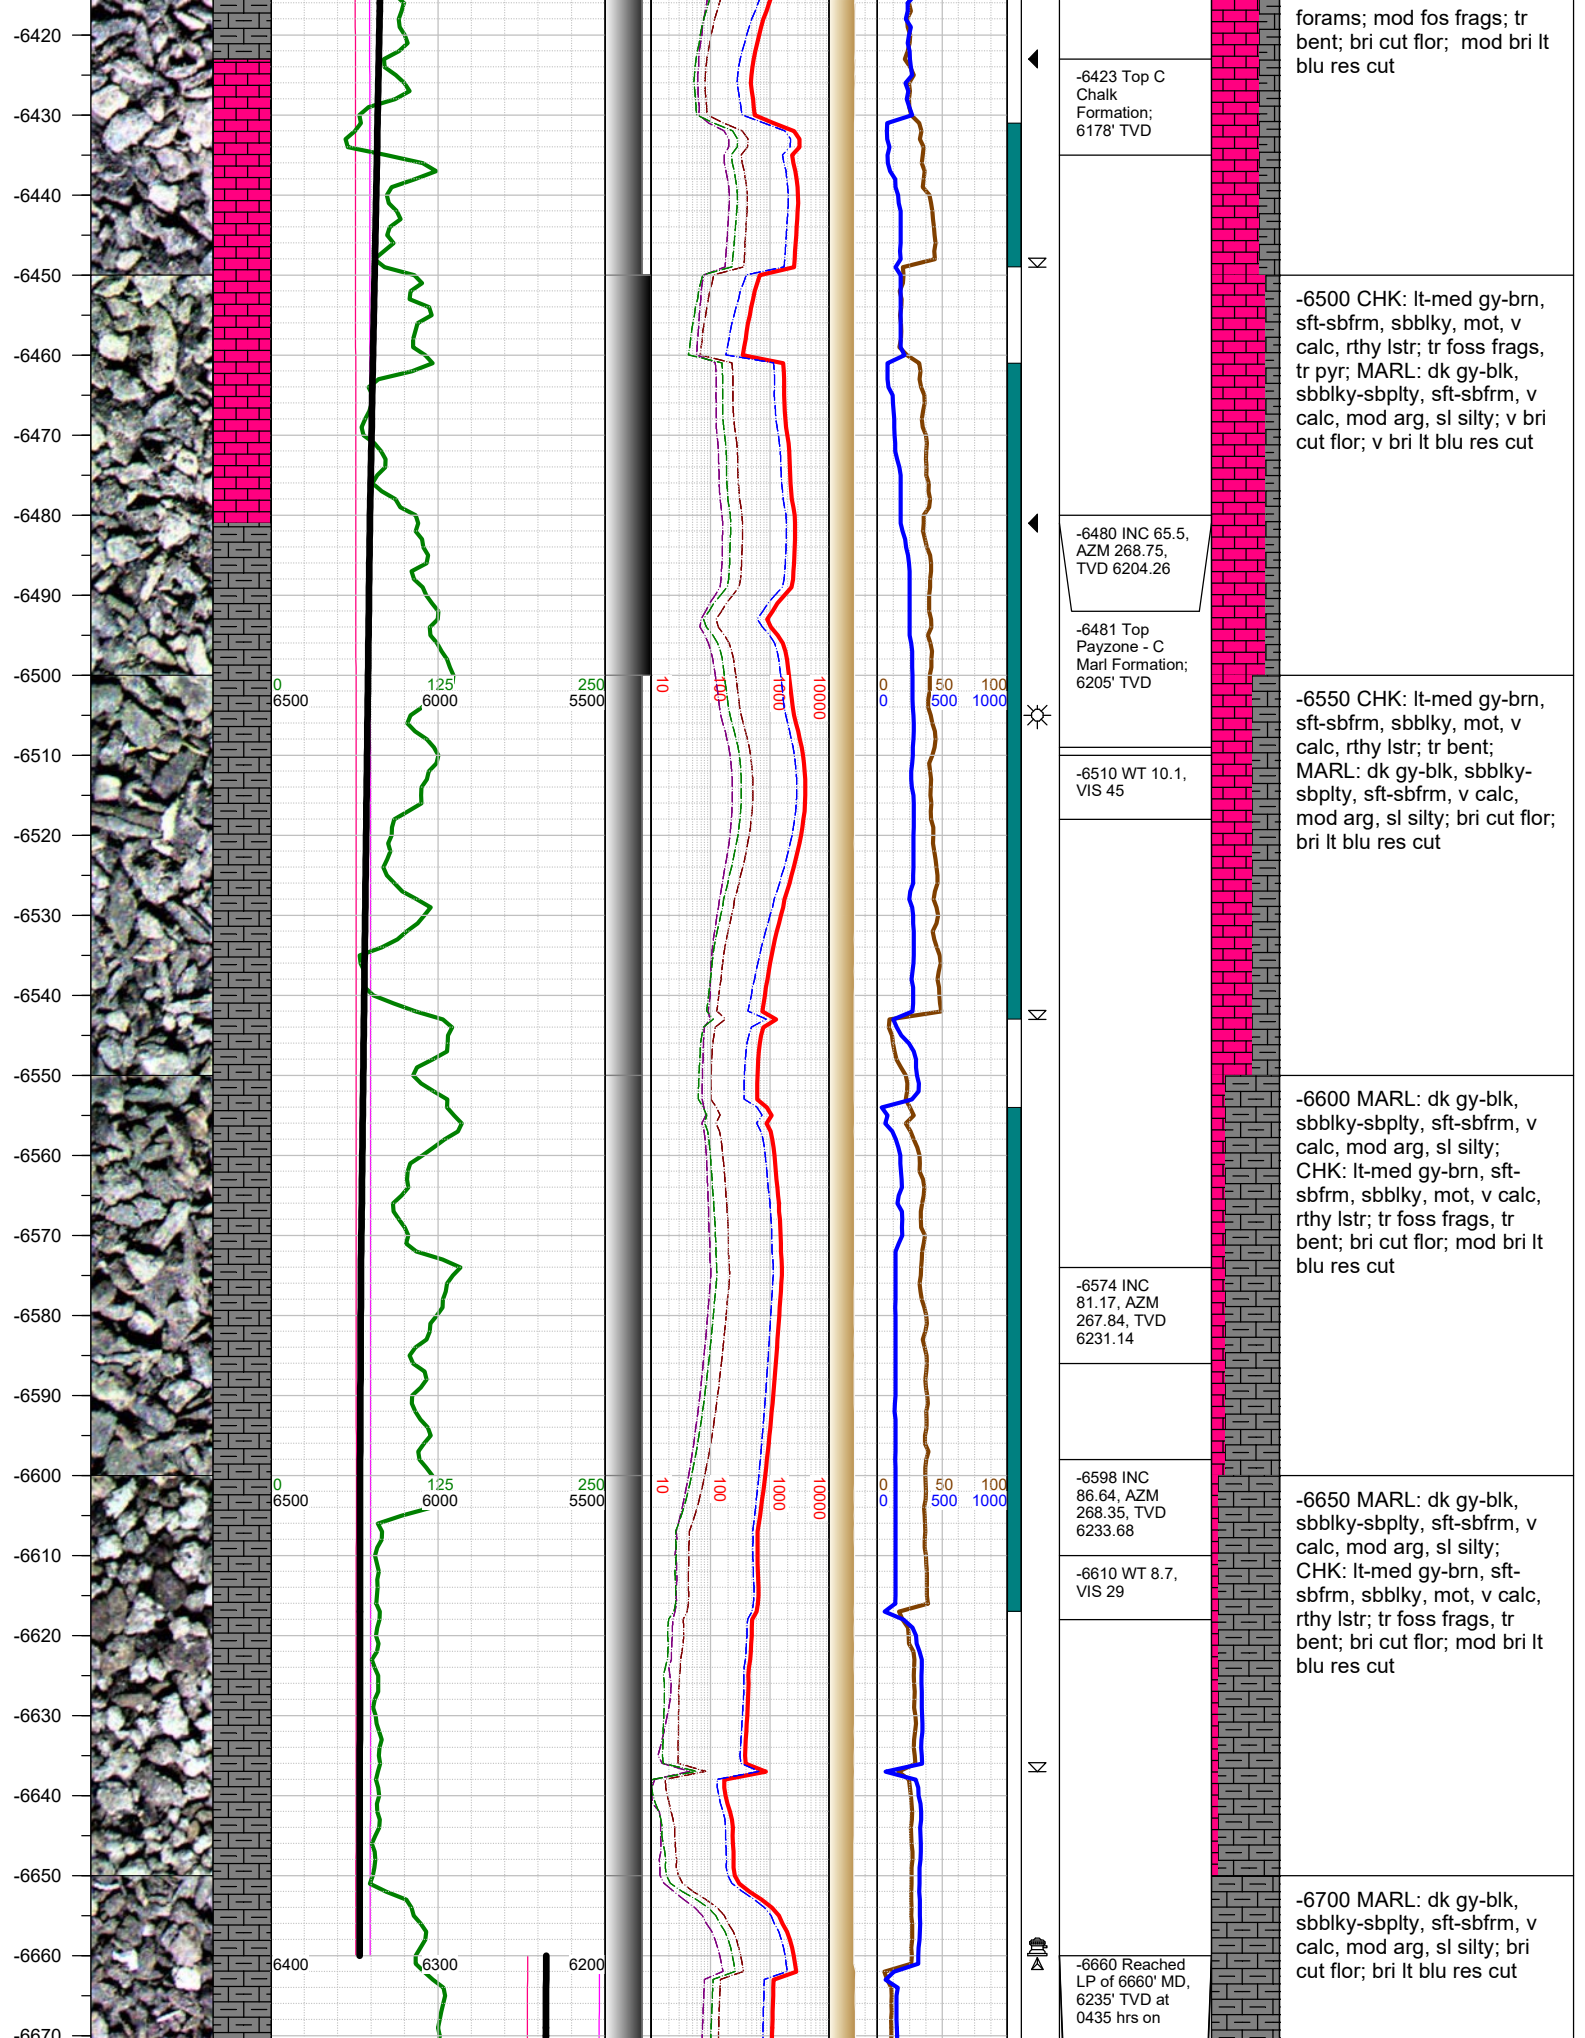 forams; mod fos frags; tr
bent; bri cut flor;  mod bri lt
blu res cut
-6420
-6430
-6440
-6450
-6460
-6470
-6480
-6490
-6500
-6510
-6520
-6530
-6540
-6550
-6560
-6570
-6580
-6590
-6600
-6610
-6620
-6630
-6640
-6650
-6660
-6670
0 125 250
6500 6000 5500
10 100 1000 10000
0 50 100
0 500 1000
0 125 250
6500 6000 5500
10 100 1000 10000
0 50 100
0 500 1000
6400 6300 6200
-6423 Top C
Chalk
Formation;
6178' TVD
-6480 INC 65.5,
AZM 268.75,
TVD 6204.26
-6481 Top
Payzone - C
Marl Formation;
6205' TVD
-6510 WT 10.1,
VIS 45
-6574 INC
81.17, AZM
267.84, TVD
6231.14
-6598 INC
86.64, AZM
268.35, TVD
6233.68
-6610 WT 8.7,
VIS 29
-6660 Reached
LP of 6660' MD,
6235' TVD at
0435 hrs on
-6500 CHK: lt-med gy-brn,
sft-sbfrm, sbblky, mot, v
calc, rthy lstr; tr foss frags,
tr pyr; MARL: dk gy-blk,
sbblky-sbplty, sft-sbfrm, v
calc, mod arg, sl silty; v bri
cut flor; v bri lt blu res cut
-6550 CHK: lt-med gy-brn,
sft-sbfrm, sbblky, mot, v
calc, rthy lstr; tr bent;
MARL: dk gy-blk, sbblky-
sbplty, sft-sbfrm, v calc,
mod arg, sl silty; bri cut flor;
bri lt blu res cut
-6600 MARL: dk gy-blk,
sbblky-sbplty, sft-sbfrm, v
calc, mod arg, sl silty;
CHK: lt-med gy-brn, sft-
sbfrm, sbblky, mot, v calc,
rthy lstr; tr foss frags, tr
bent; bri cut flor; mod bri lt
blu res cut
-6650 MARL: dk gy-blk,
sbblky-sbplty, sft-sbfrm, v
calc, mod arg, sl silty;
CHK: lt-med gy-brn, sft-
sbfrm, sbblky, mot, v calc,
rthy lstr; tr foss frags, tr
bent; bri cut flor; mod bri lt
blu res cut
-6700 MARL: dk gy-blk,
sbblky-sbplty, sft-sbfrm, v
calc, mod arg, sl silty; bri
cut flor; bri lt blu res cut